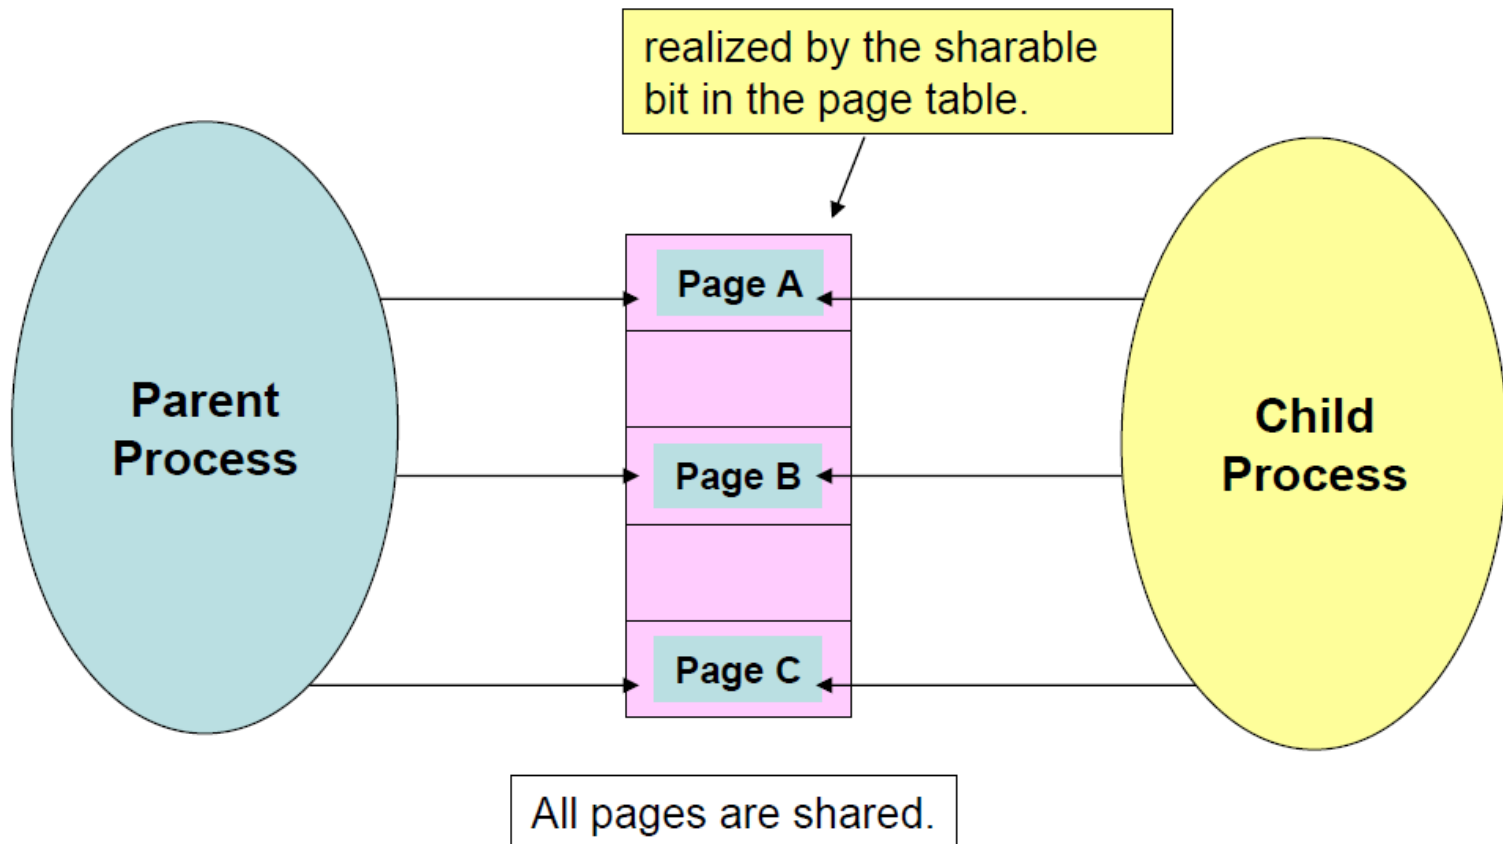 realized by the sharable
bit in the page table.
Page A
Parent
Process
Page B
Child
Process
Page C
All pages are shared.